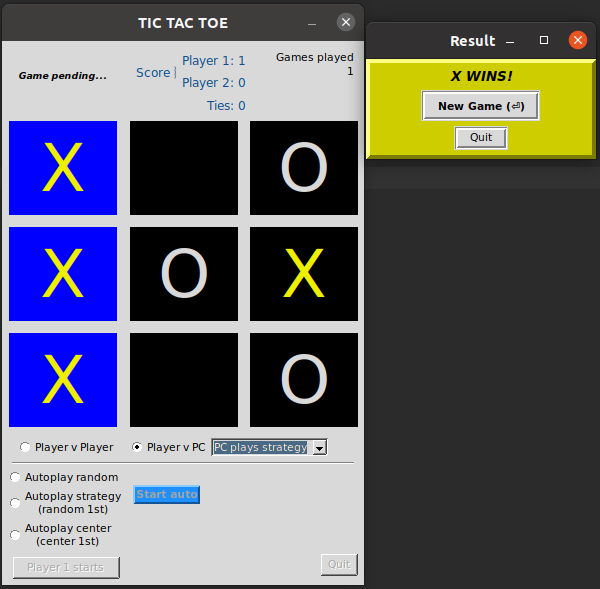 TIC TAC TOE
Game pending...
Score
Player 1: 1
Player 2: 0
Ties: 0
Games played
1
X O
X O X
X O
Player v Player
Player v PC
PC plays strategy
Autoplay random
Autoplay strategy
(random 1st)
Autoplay center
(center 1st)
Start auto
Player 1 starts
Quit
Result
X WINS!
New Game (⏎)
Quit